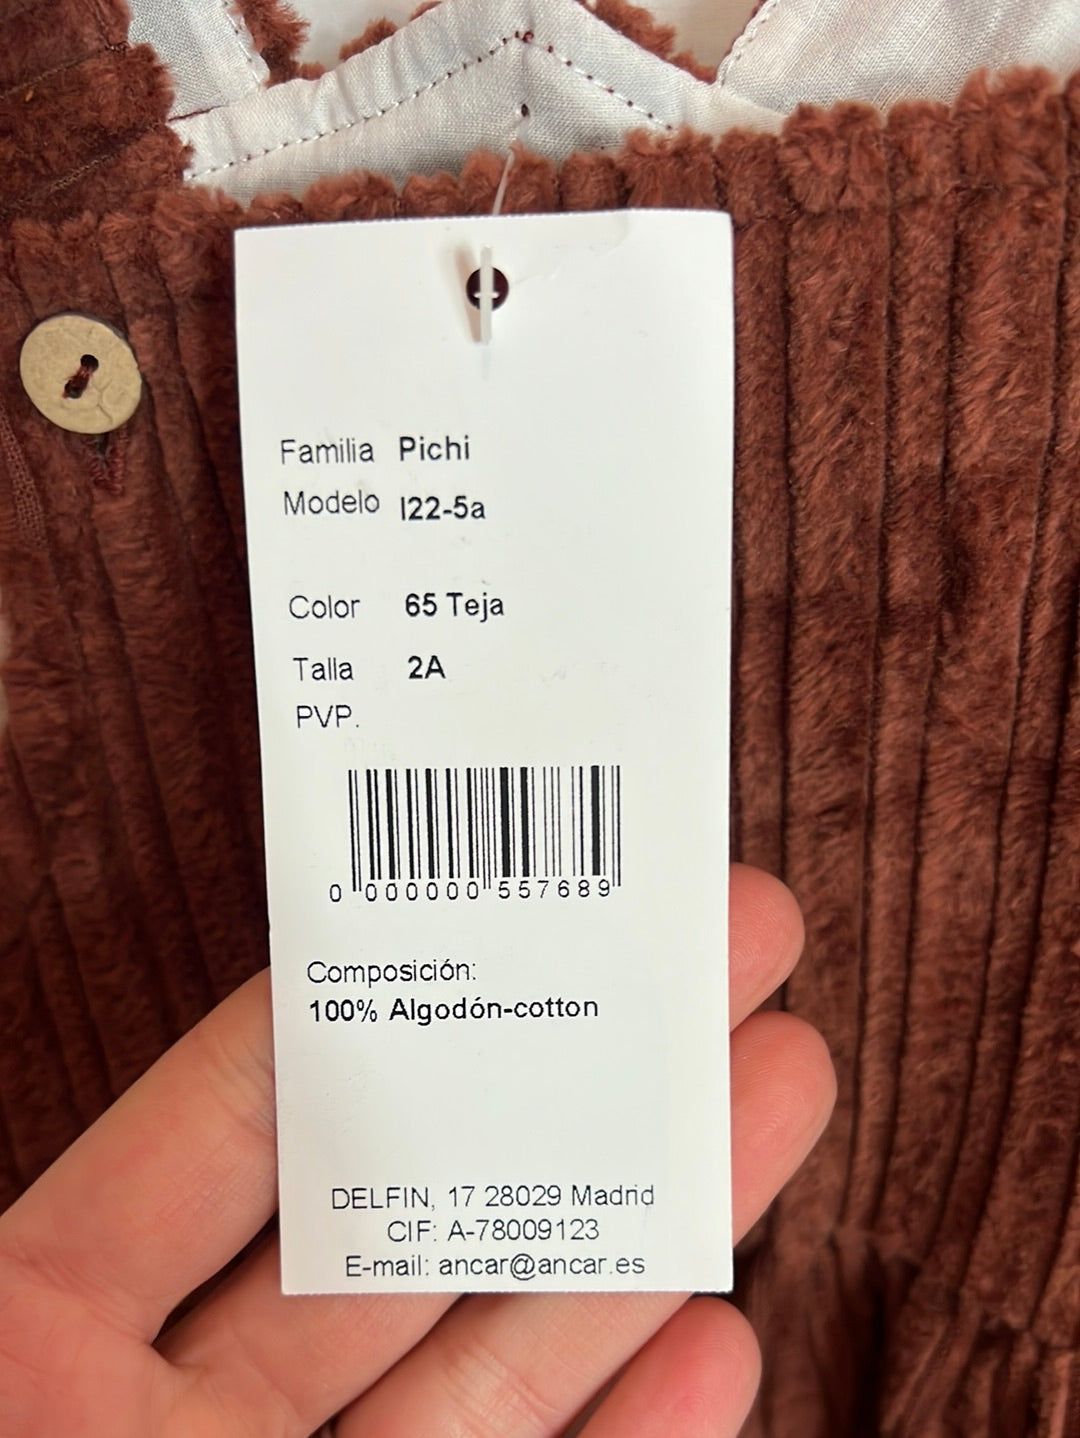 Familia Pichi
Modelo I22-5a
Color 65 Teja
Talla 2A
PVP.
0 000000 557689
Composición:
100% Algodón-cotton
DELFIN, 17 28029 Madrid
CIF: A-78009123
E-mail: ancar@ancar.es